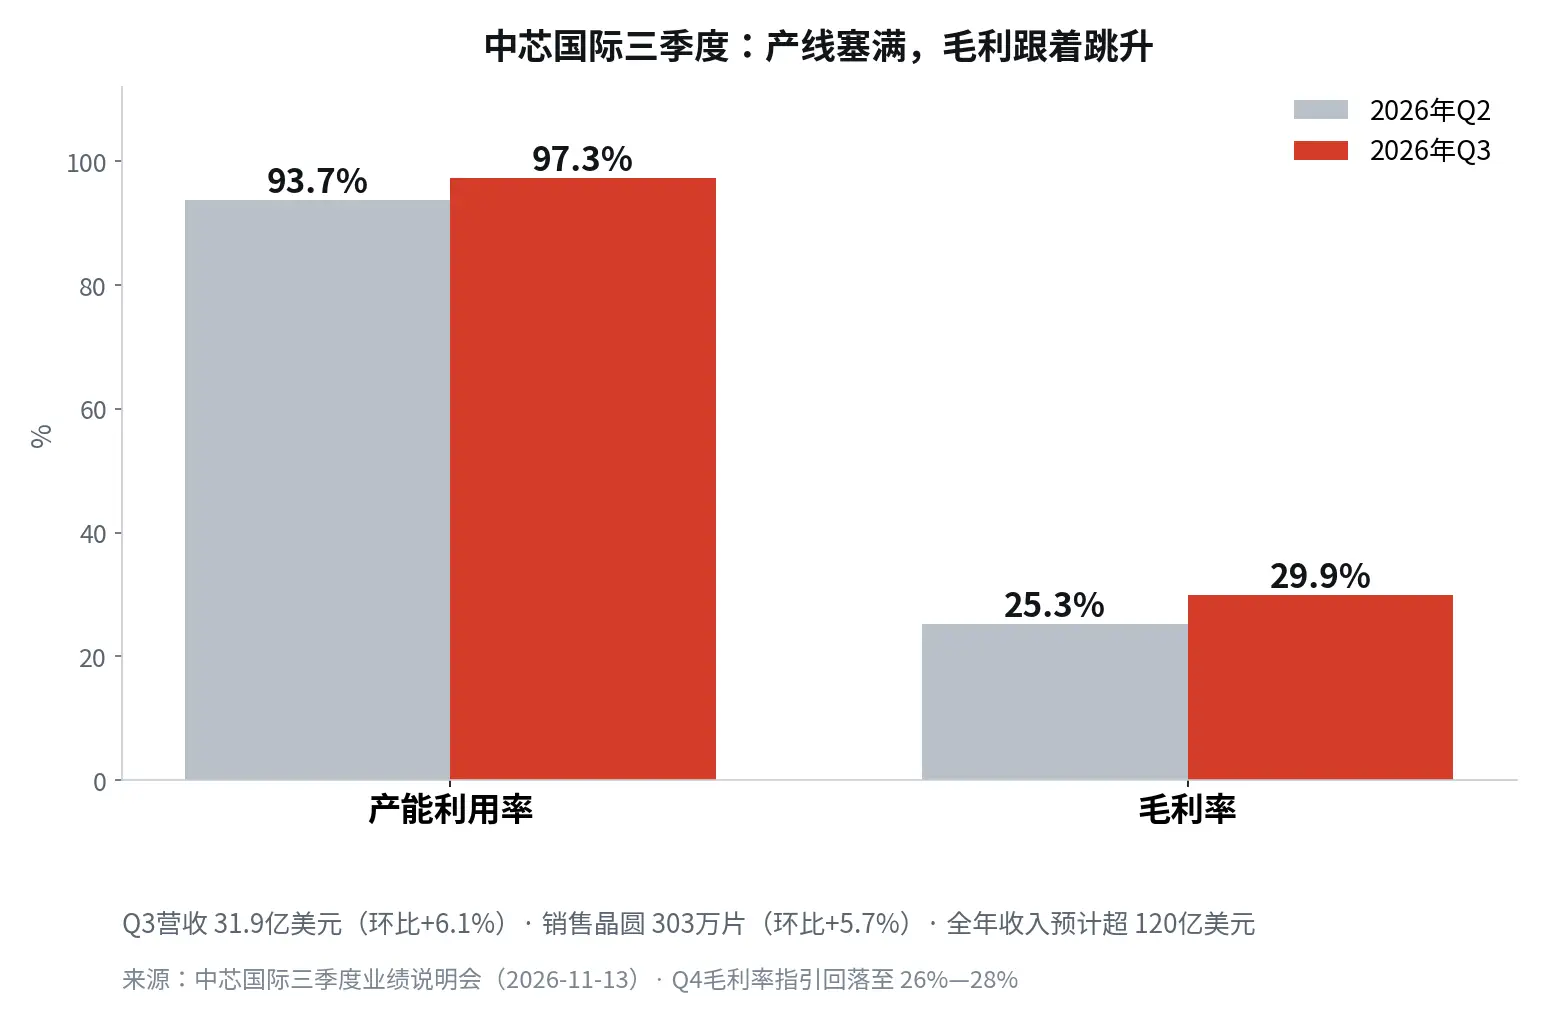 中芯国际三季度：产线塞满，毛利跟着跳升
2026年Q2
2026年Q3
%
100
80
60
40
20
0
93.7%
97.3%
25.3%
29.9%
产能利用率
毛利率
Q3营收 31.9亿美元（环比+6.1%）· 销售晶圆 303万片（环比+5.7%）· 全年收入预计超 120亿美元
来源：中芯国际三季度业绩说明会（2026-11-13）· Q4毛利率指引回落至 26%—28%